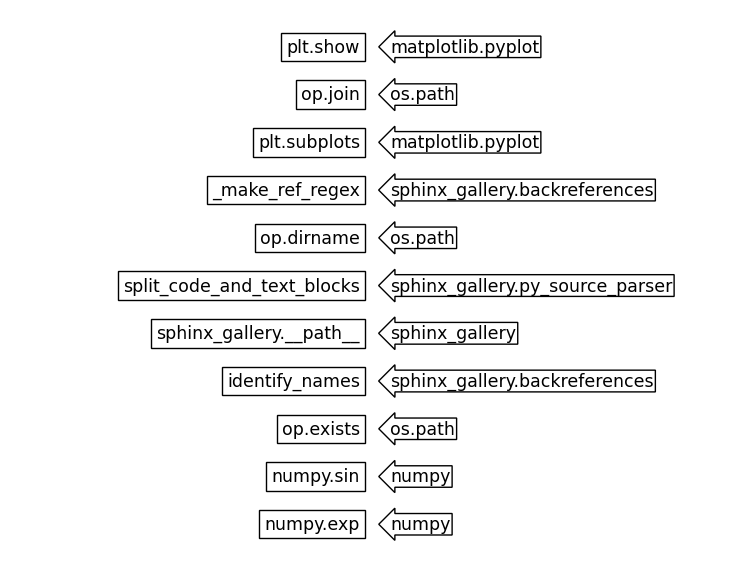 plt.show matplotlib.pyplot
op.join os.path
plt.subplots matplotlib.pyplot
_make_ref_regex sphinx_gallery.backreferences
op.dirname os.path
split_code_and_text_blocks sphinx_gallery.py_source_parser
sphinx_gallery.__path__ sphinx_gallery
identify_names sphinx_gallery.backreferences
op.exists os.path
numpy.sin numpy
numpy.exp numpy